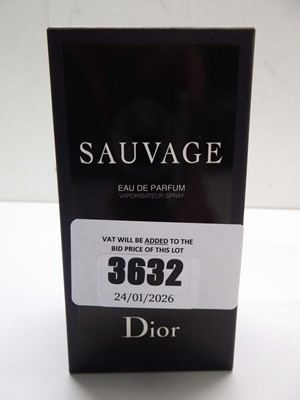 SAUVAGE
EAU DE PARFUM
VAPORISATEUR SPRAY
VAT WILL BE ADDED TO THE
BID PRICE OF THIS LOT
3632
24/01/2026
Dior